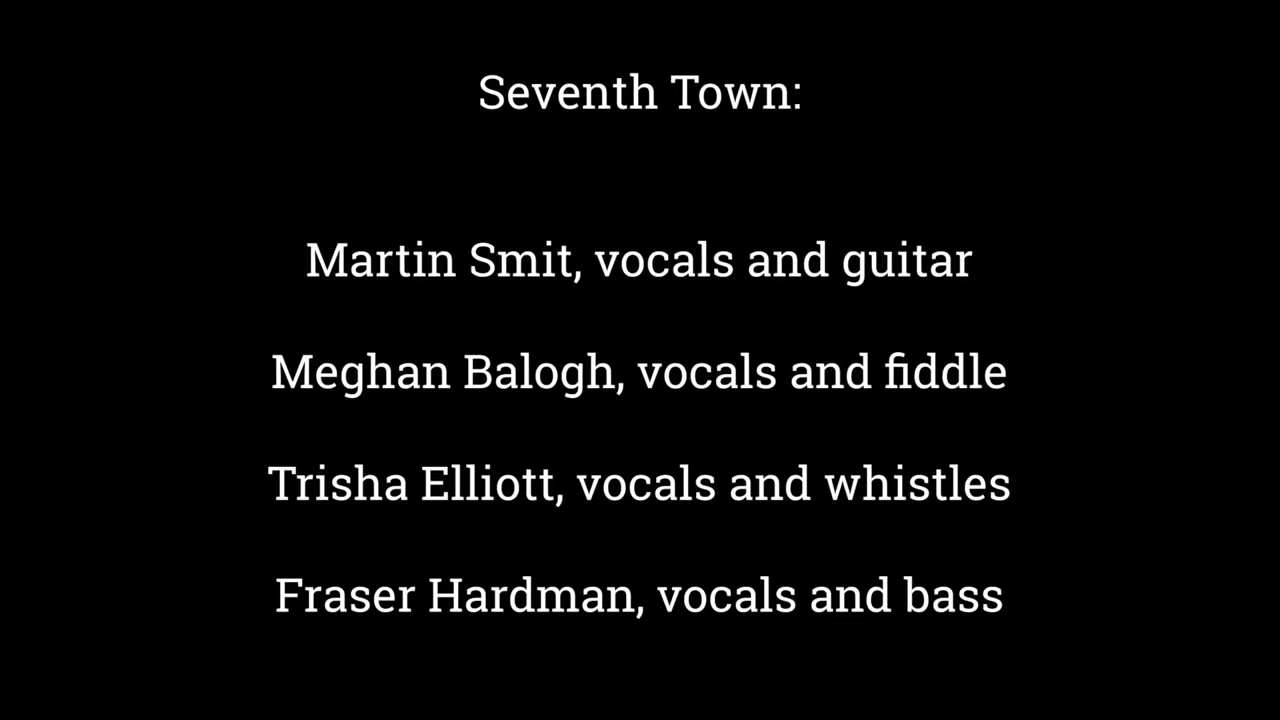 Seventh Town:
Martin Smit, vocals and guitar
Meghan Balogh, vocals and fiddle
Trisha Elliott, vocals and whistles
Fraser Hardman, vocals and bass